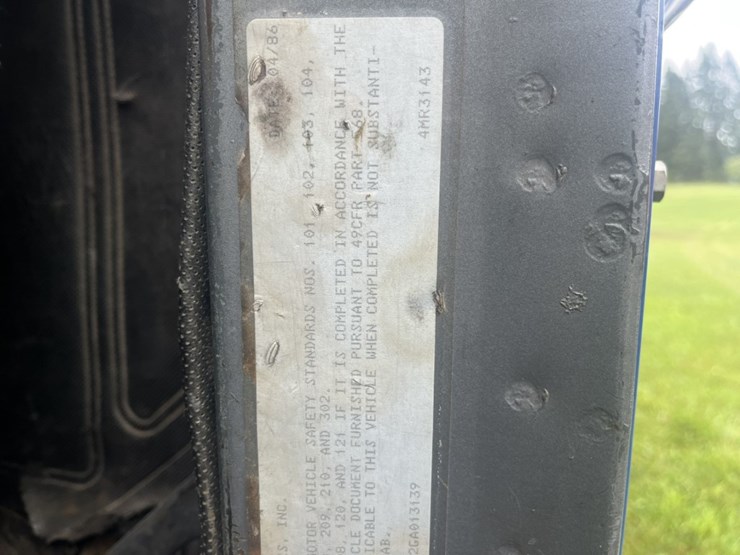 S, INC. DATE 04/86
OTOR VEHICLE SAFETY STANDARDS NOS. 101, 102, 103, 104,
, 209, 210, AND 302.
8, 120, AND 121 IF IT IS COMPLETED IN ACCORDANCE WITH THE
CLE DOCUMENT FURNISHED PURSUANT TO 49CFR PART 568.
ICABLE TO THIS VEHICLE WHEN COMPLETED IS NOT SUBSTANTI-
AB.
2GA013139 4MR3143